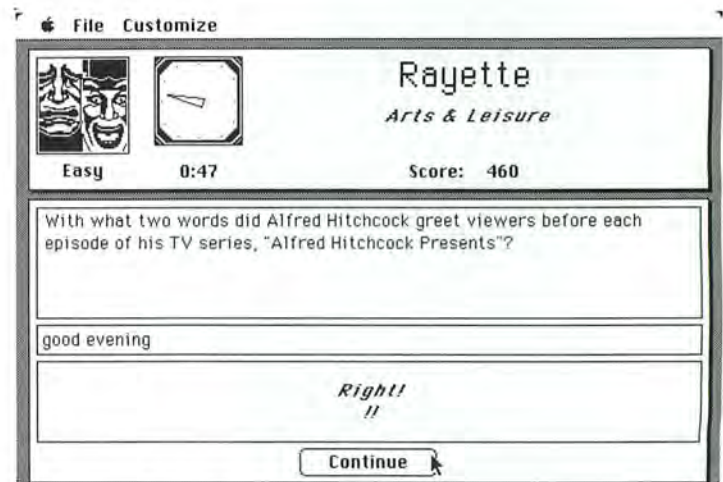 File Customize
Rayette
Arts & Leisure
Easy 0:47 Score: 460
With what two words did Alfred Hitchcock greet viewers before each
episode of his TV series, "Alfred Hitchcock Presents"?
good evening
Right!
!!
Continue